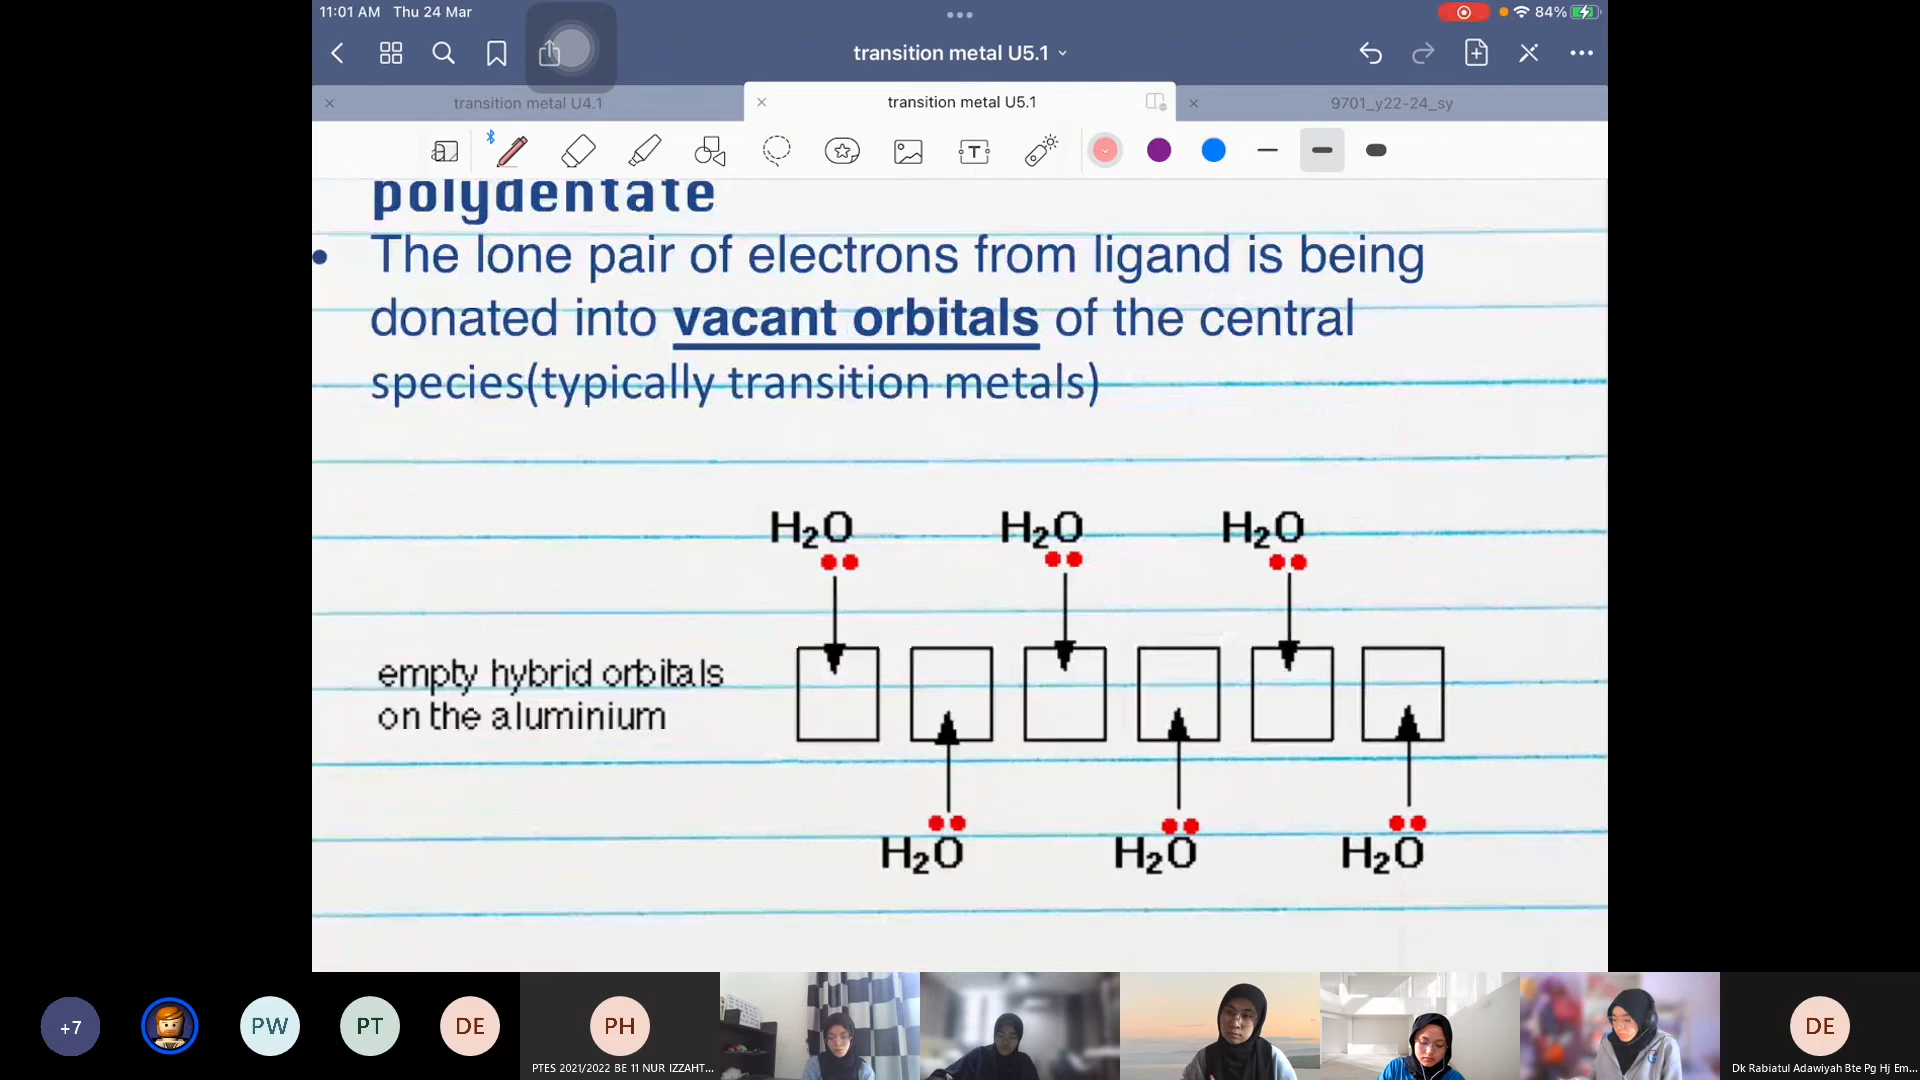 11:01 AM Thu 24 Mar
84%
transition metal U5.1
transition metal U4.1
transition metal U5.1
9701_y22-24_sy
a
T
polydentate
• The lone pair of electrons from ligand is being
donated into vacant orbitals of the central
species(typically transition metals)
H₂O H₂O H₂O
empty hybrid orbitals
on the aluminium
H₂O H₂O H₂O
+7
PW
PT
DE
PH
PTES 2021/2022 BE 11 NUR IZZAHT...
DE
Dk Rabiatul Adawiyah Bte Pg Hj Em...